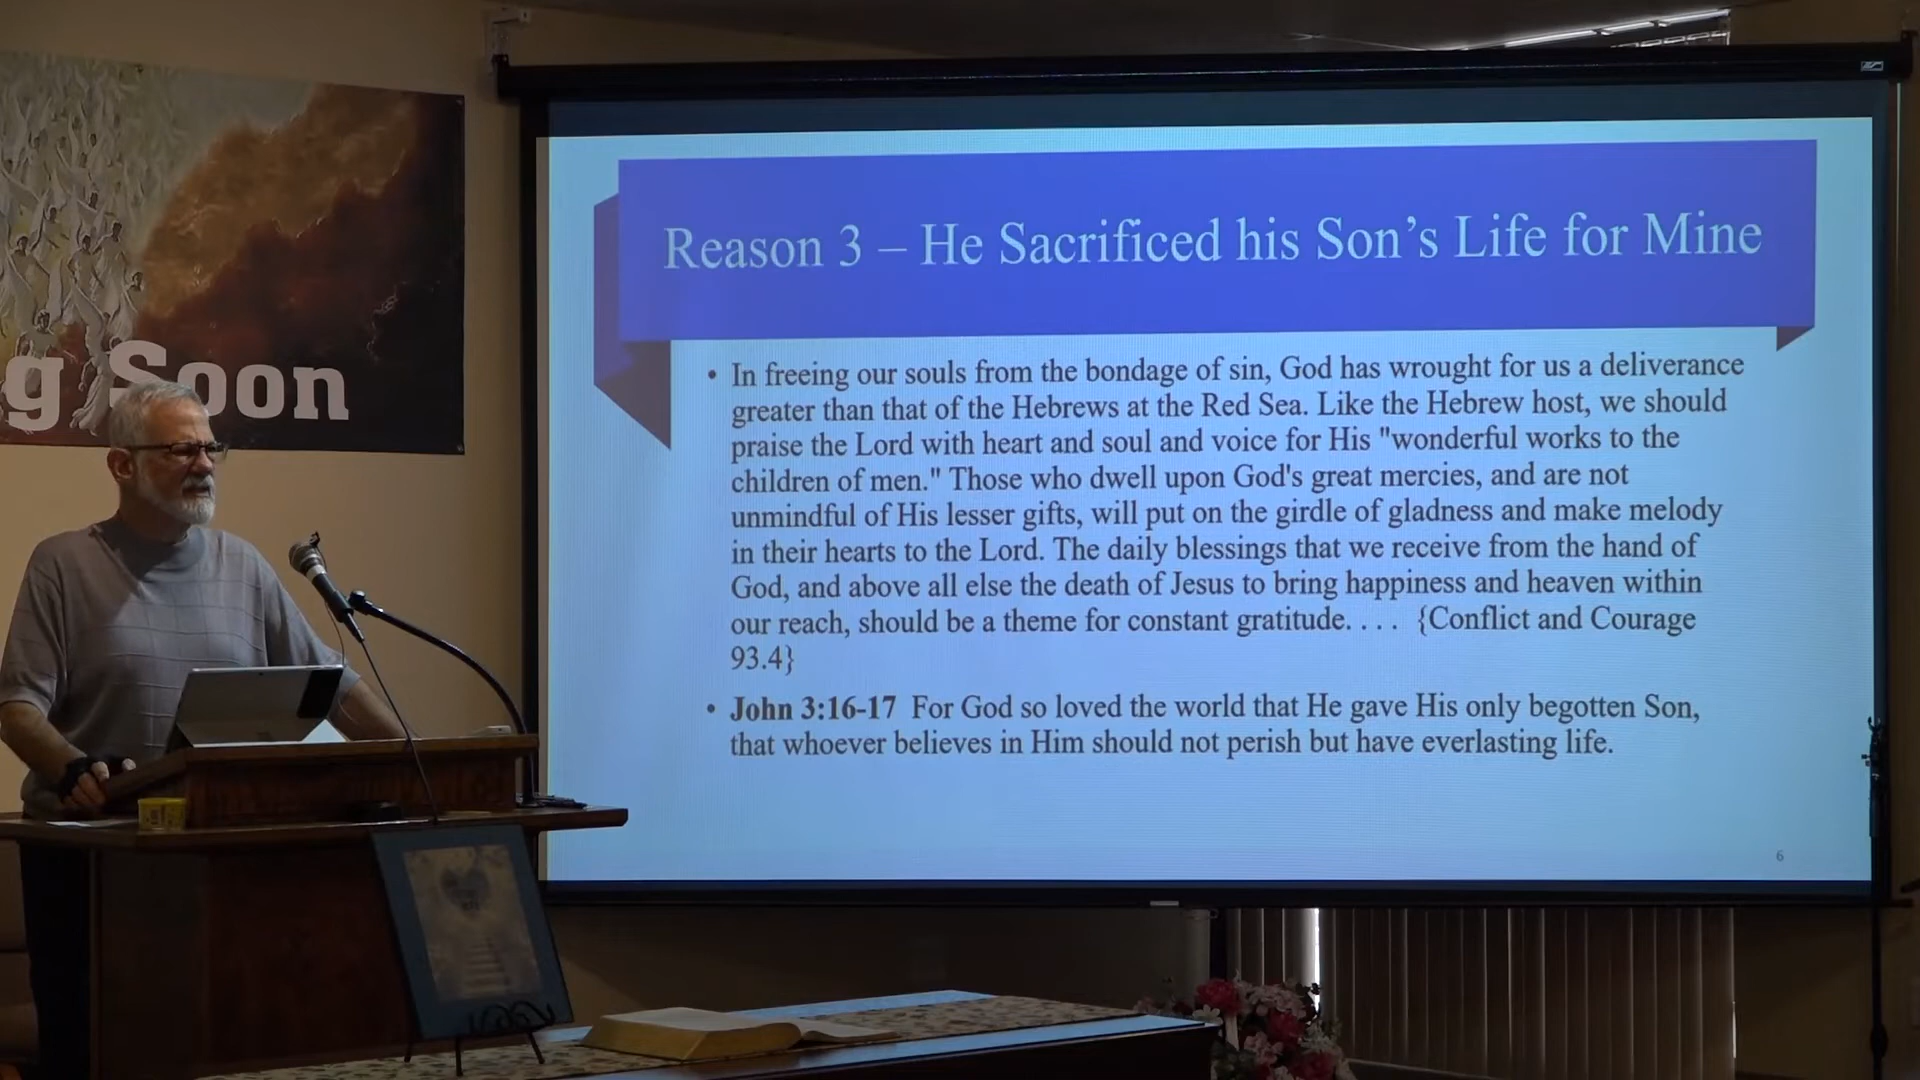 g Soon
Reason 3 – He Sacrificed his Son’s Life for Mine
• In freeing our souls from the bondage of sin, God has wrought for us a deliverance
greater than that of the Hebrews at the Red Sea. Like the Hebrew host, we should
praise the Lord with heart and soul and voice for His "wonderful works to the
children of men." Those who dwell upon God's great mercies, and are not
unmindful of His lesser gifts, will put on the girdle of gladness and make melody
in their hearts to the Lord. The daily blessings that we receive from the hand of
God, and above all else the death of Jesus to bring happiness and heaven within
our reach, should be a theme for constant gratitude. . . .  {Conflict and Courage
93.4}
• John 3:16-17  For God so loved the world that He gave His only begotten Son,
that whoever believes in Him should not perish but have everlasting life.
6